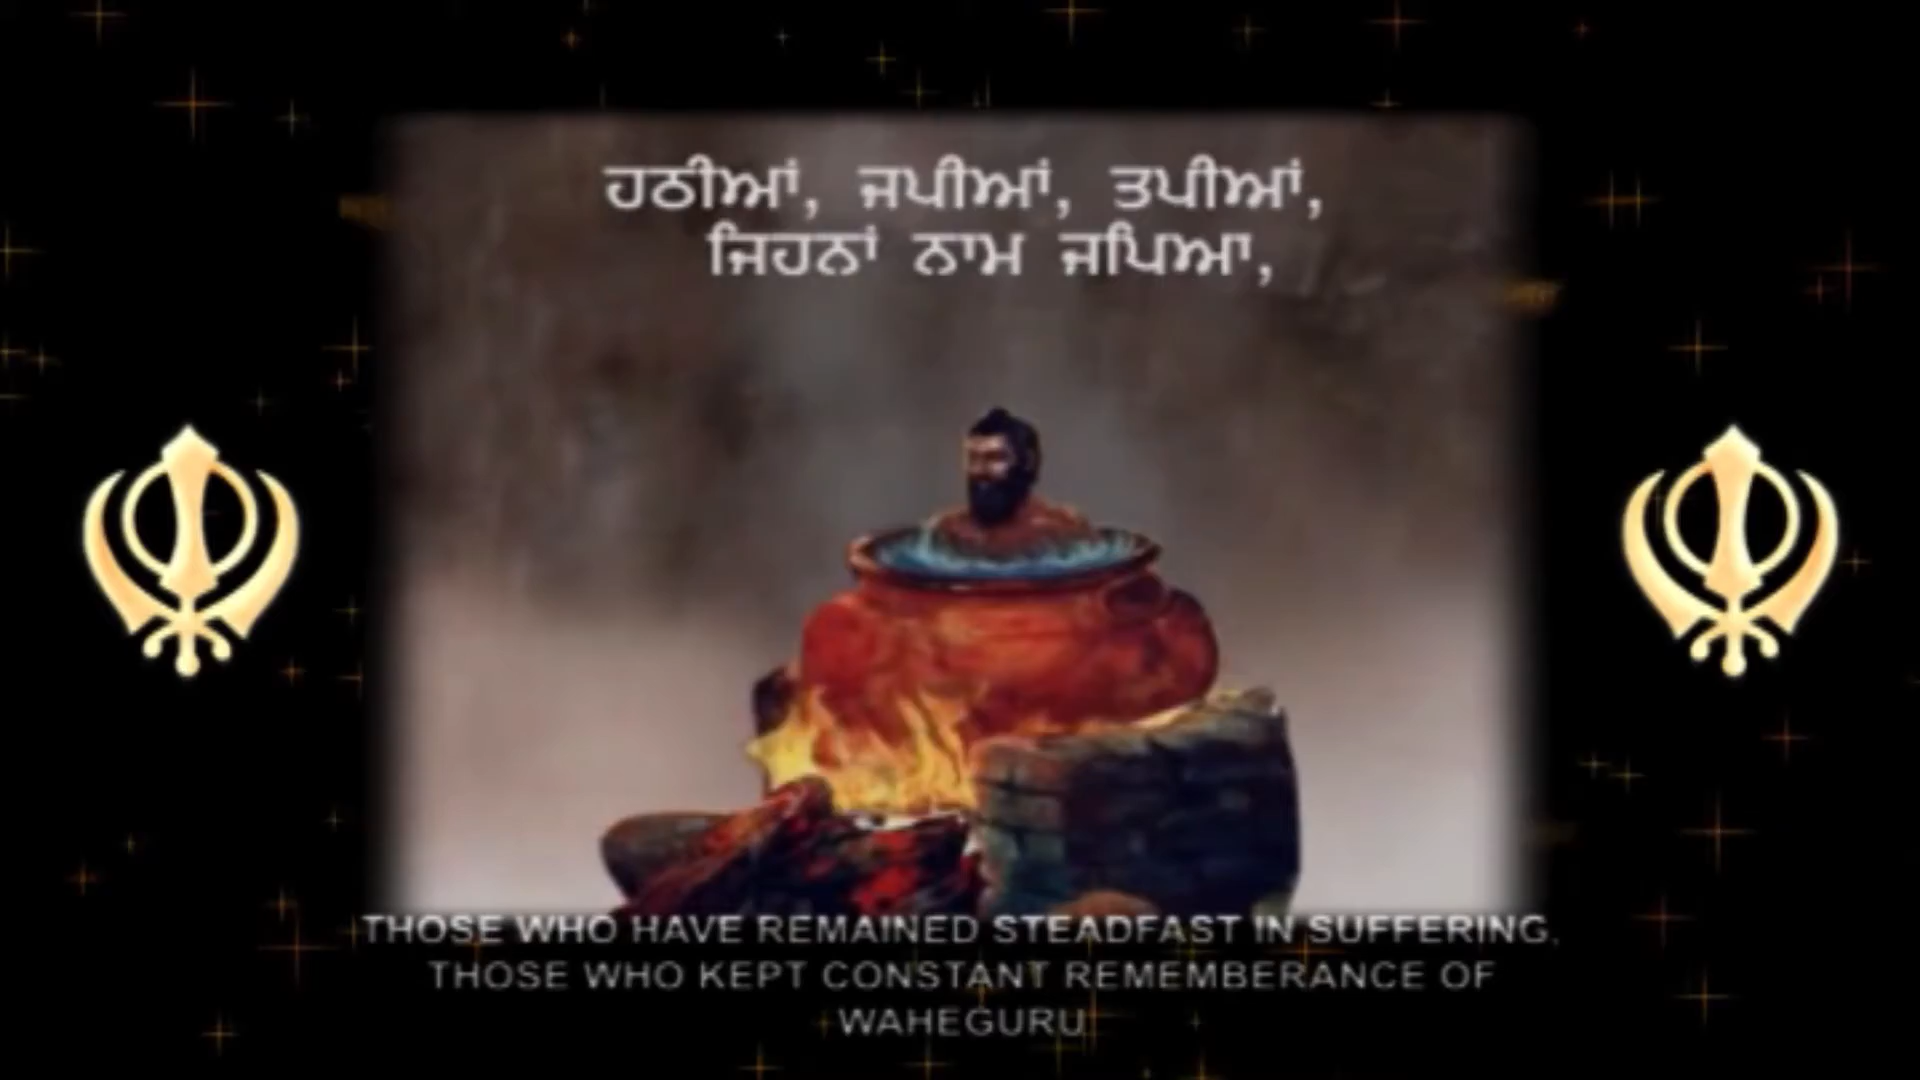 ਹਠੀਆਂ, ਜਪੀਆਂ, ਤਪੀਆਂ,
ਜਿਹਨਾਂ ਨਾਮ ਜਪਿਆ,
THOSE WHO HAVE REMAINED STEADFAST IN SUFFERING,
THOSE WHO KEPT CONSTANT REMEMBERANCE OF
WAHEGURU